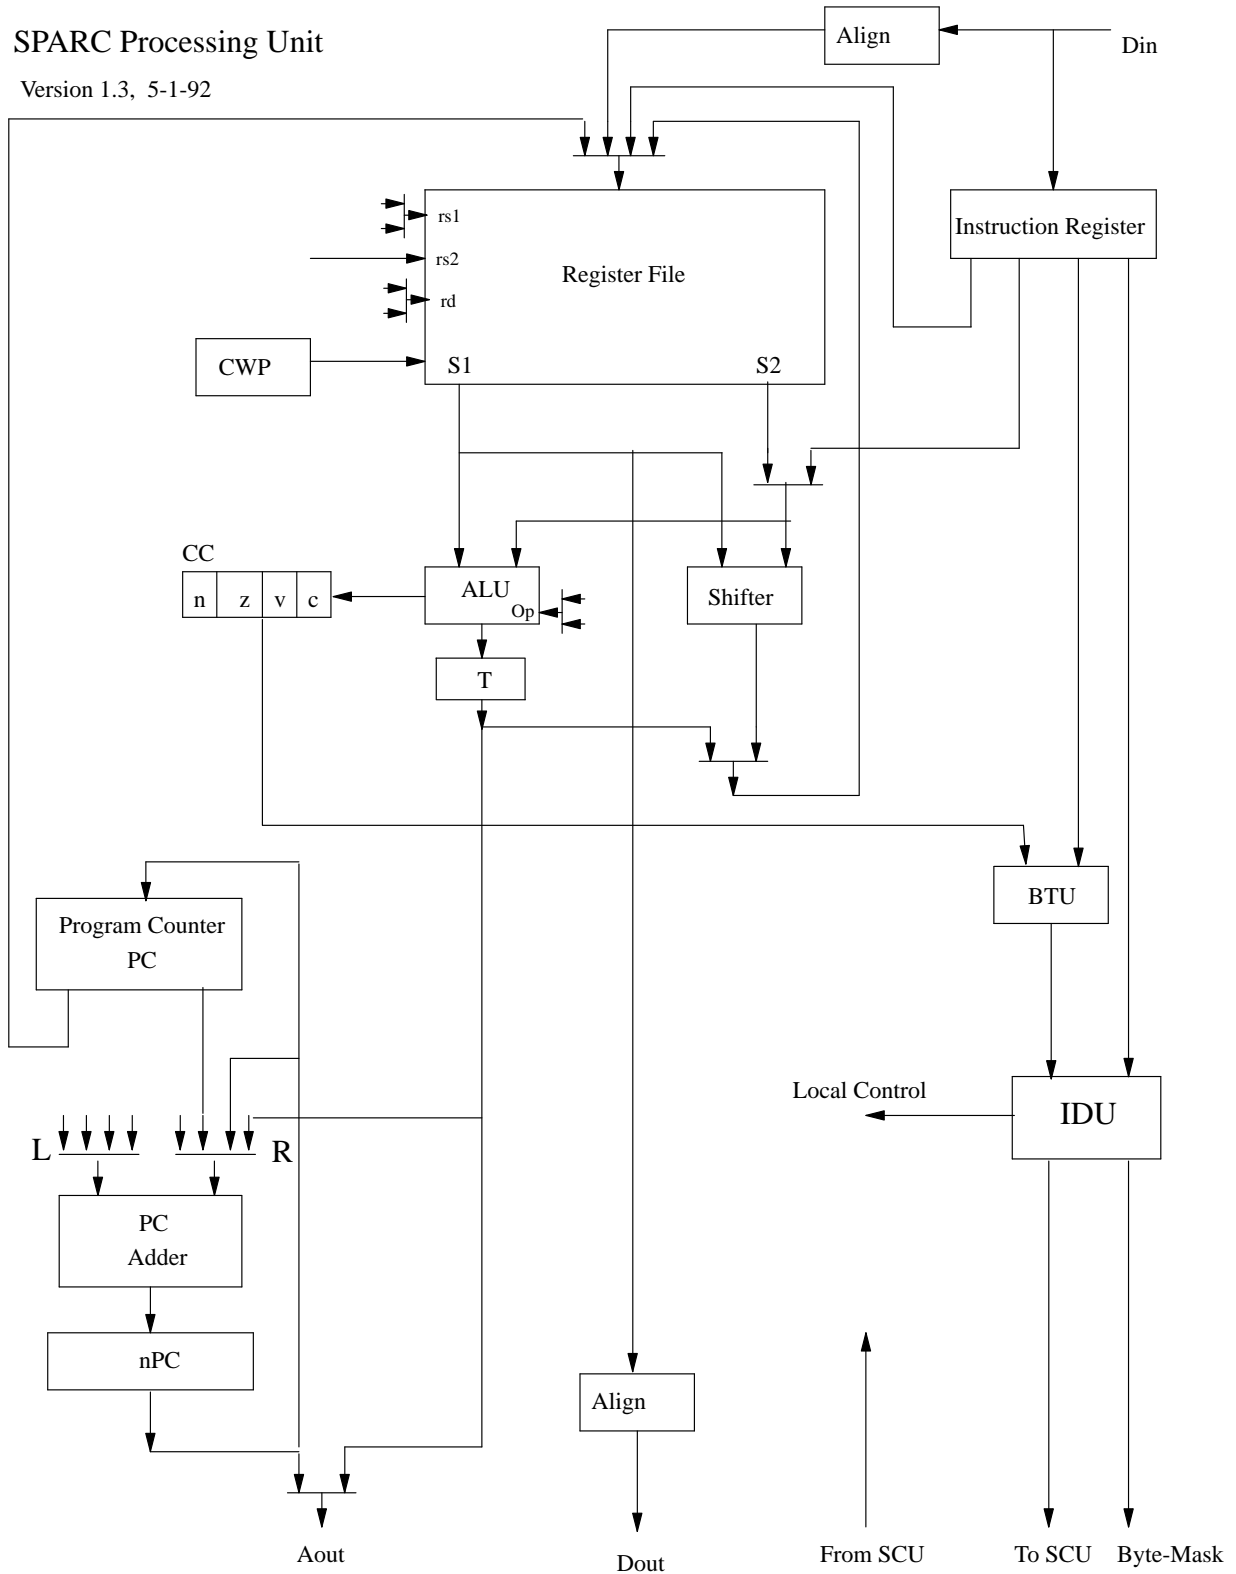 SPARC Processing Unit
Version 1.3, 5-1-92
Align
Din
Instruction Register
rs1
rs2
rd
Register File
CWP
S1
S2
CC
n z v c
ALU
Op
Shifter
T
BTU
Program Counter
PC
Local Control
IDU
L
R
PC
Adder
nPC
Align
Aout
Dout
From SCU
To SCU
Byte-Mask